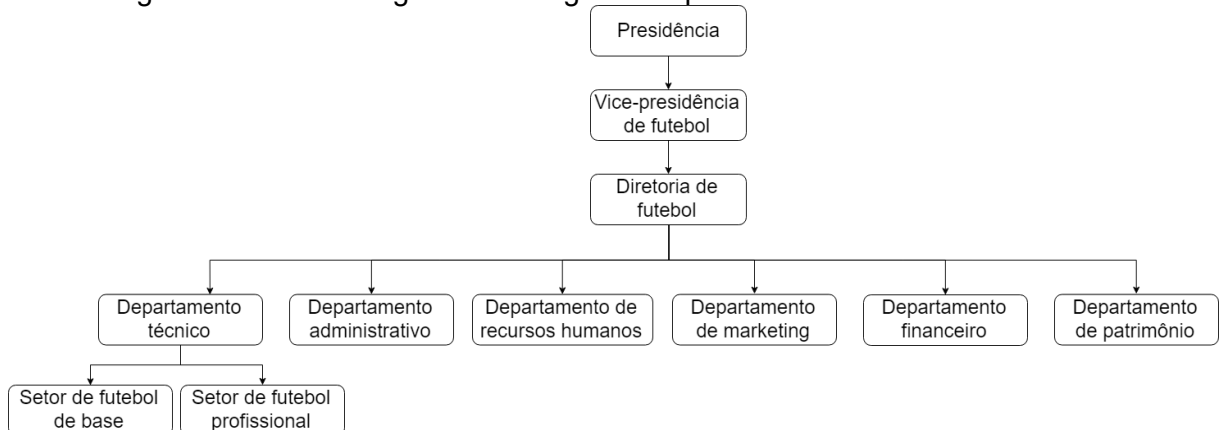 Presidência
Vice-presidência
de futebol
Diretoria de
futebol
Departamento
técnico
Departamento
administrativo
Departamento de
recursos humanos
Departamento
de marketing
Departamento
financeiro
Departamento
de patrimônio
Setor de futebol
de base
Setor de futebol
profissional